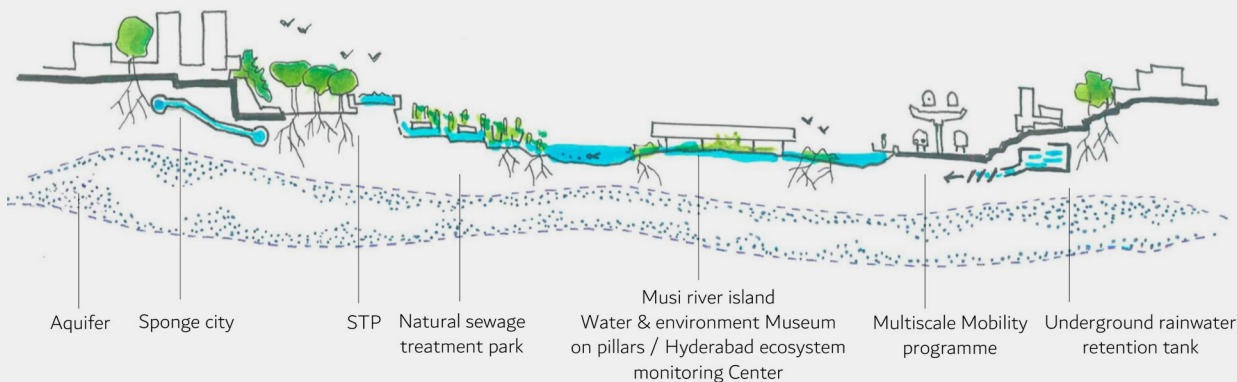 Aquifer
Sponge city
STP
Natural sewage
treatment park
Musi river island
Water & environment Museum
on pillars / Hyderabad ecosystem
monitoring Center
Multiscale Mobility
programme
Underground rainwater
retention tank